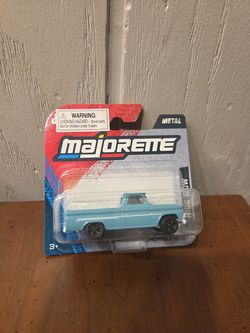 WARNING:
CHOKING HAZARD - Small parts
Not for children under 3 years.
METAL
majorette
3+